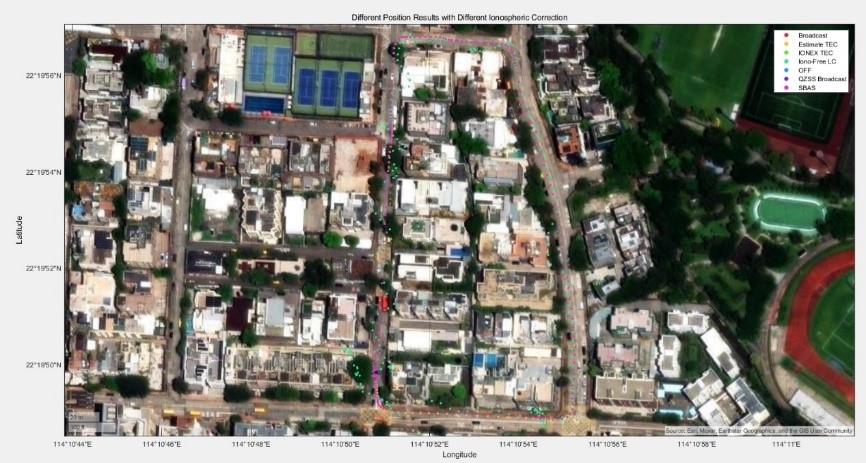 Different Position Results with Different Ionospheric Correction
Broadcast
Estimate TEC
IONEX TEC
Iono-Free LC
OFF
QZSS Broadcast
SBAS
22°19'56"N
22°19'54"N
22°19'52"N
22°19'50"N
Latitude
Source: Esri, Maxar, Earthstar Geographics, and the GIS User Community
114°10'44"E
114°10'46"E
114°10'48"E
114°10'50"E
114°10'52"E
114°10'54"E
114°10'56"E
114°10'58"E
114°11'E
Longitude